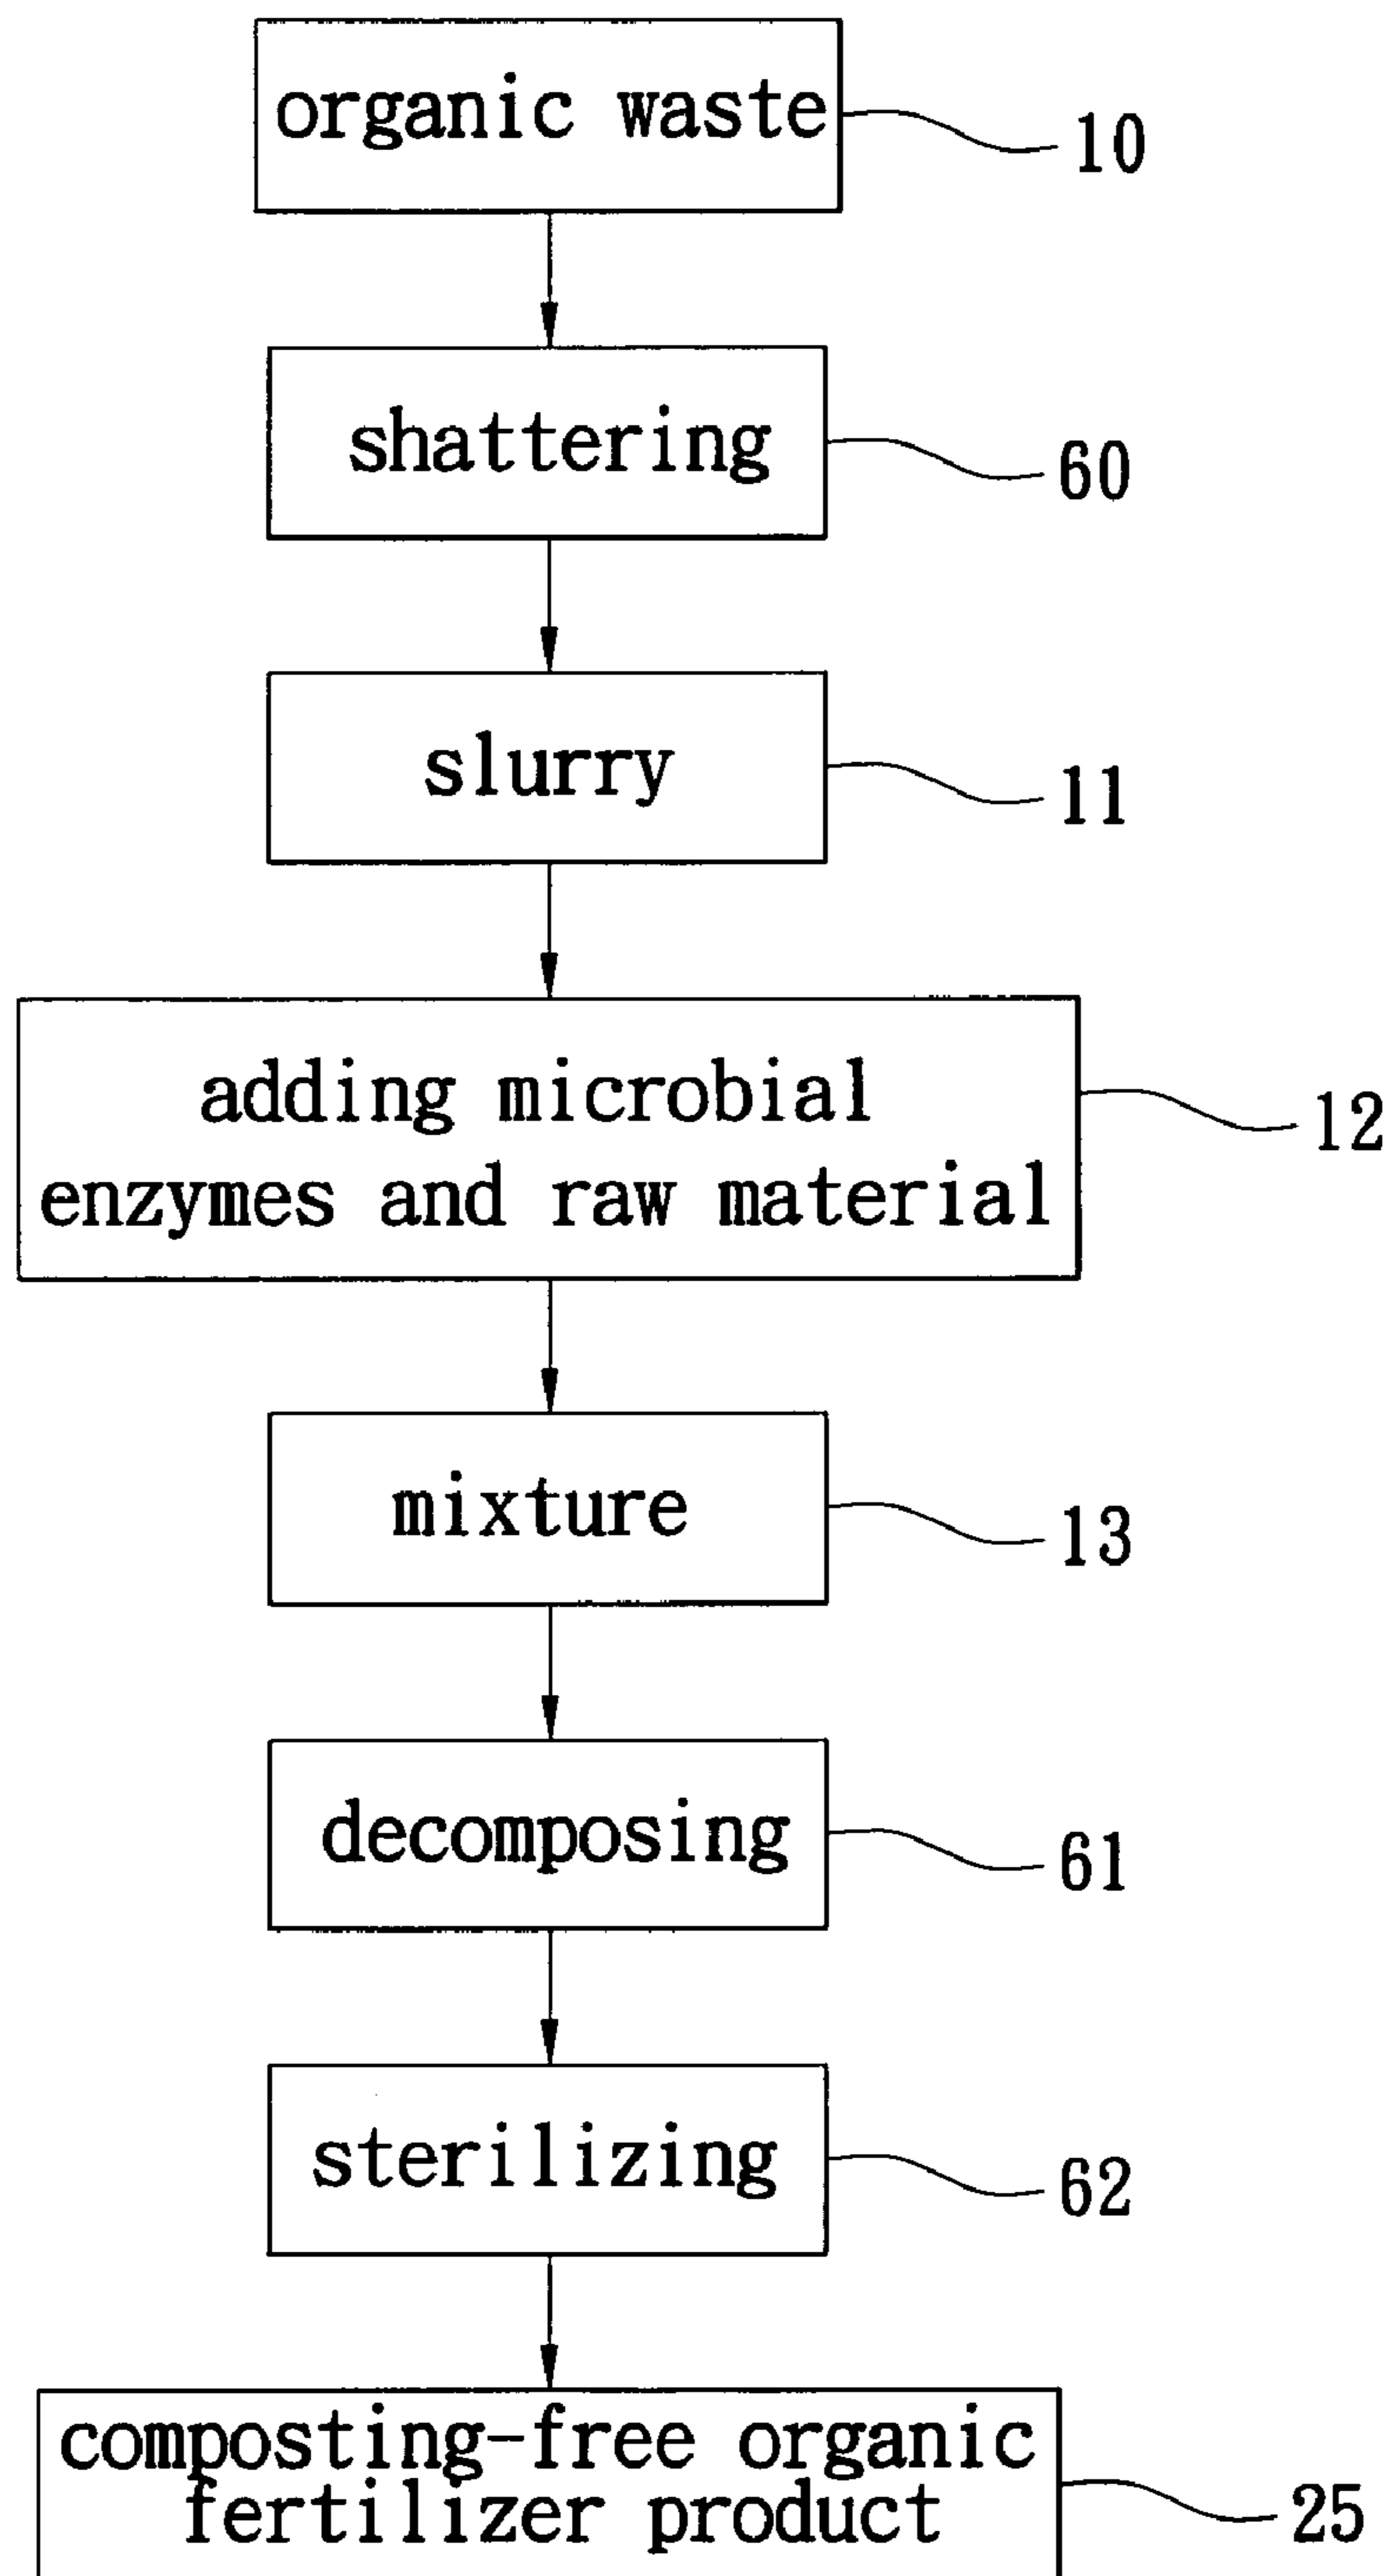 organic waste
10
shattering
60
slurry
11
adding microbial
enzymes and raw material
12
mixture
13
decomposing
61
sterilizing
62
composting-free organic
fertilizer product
25